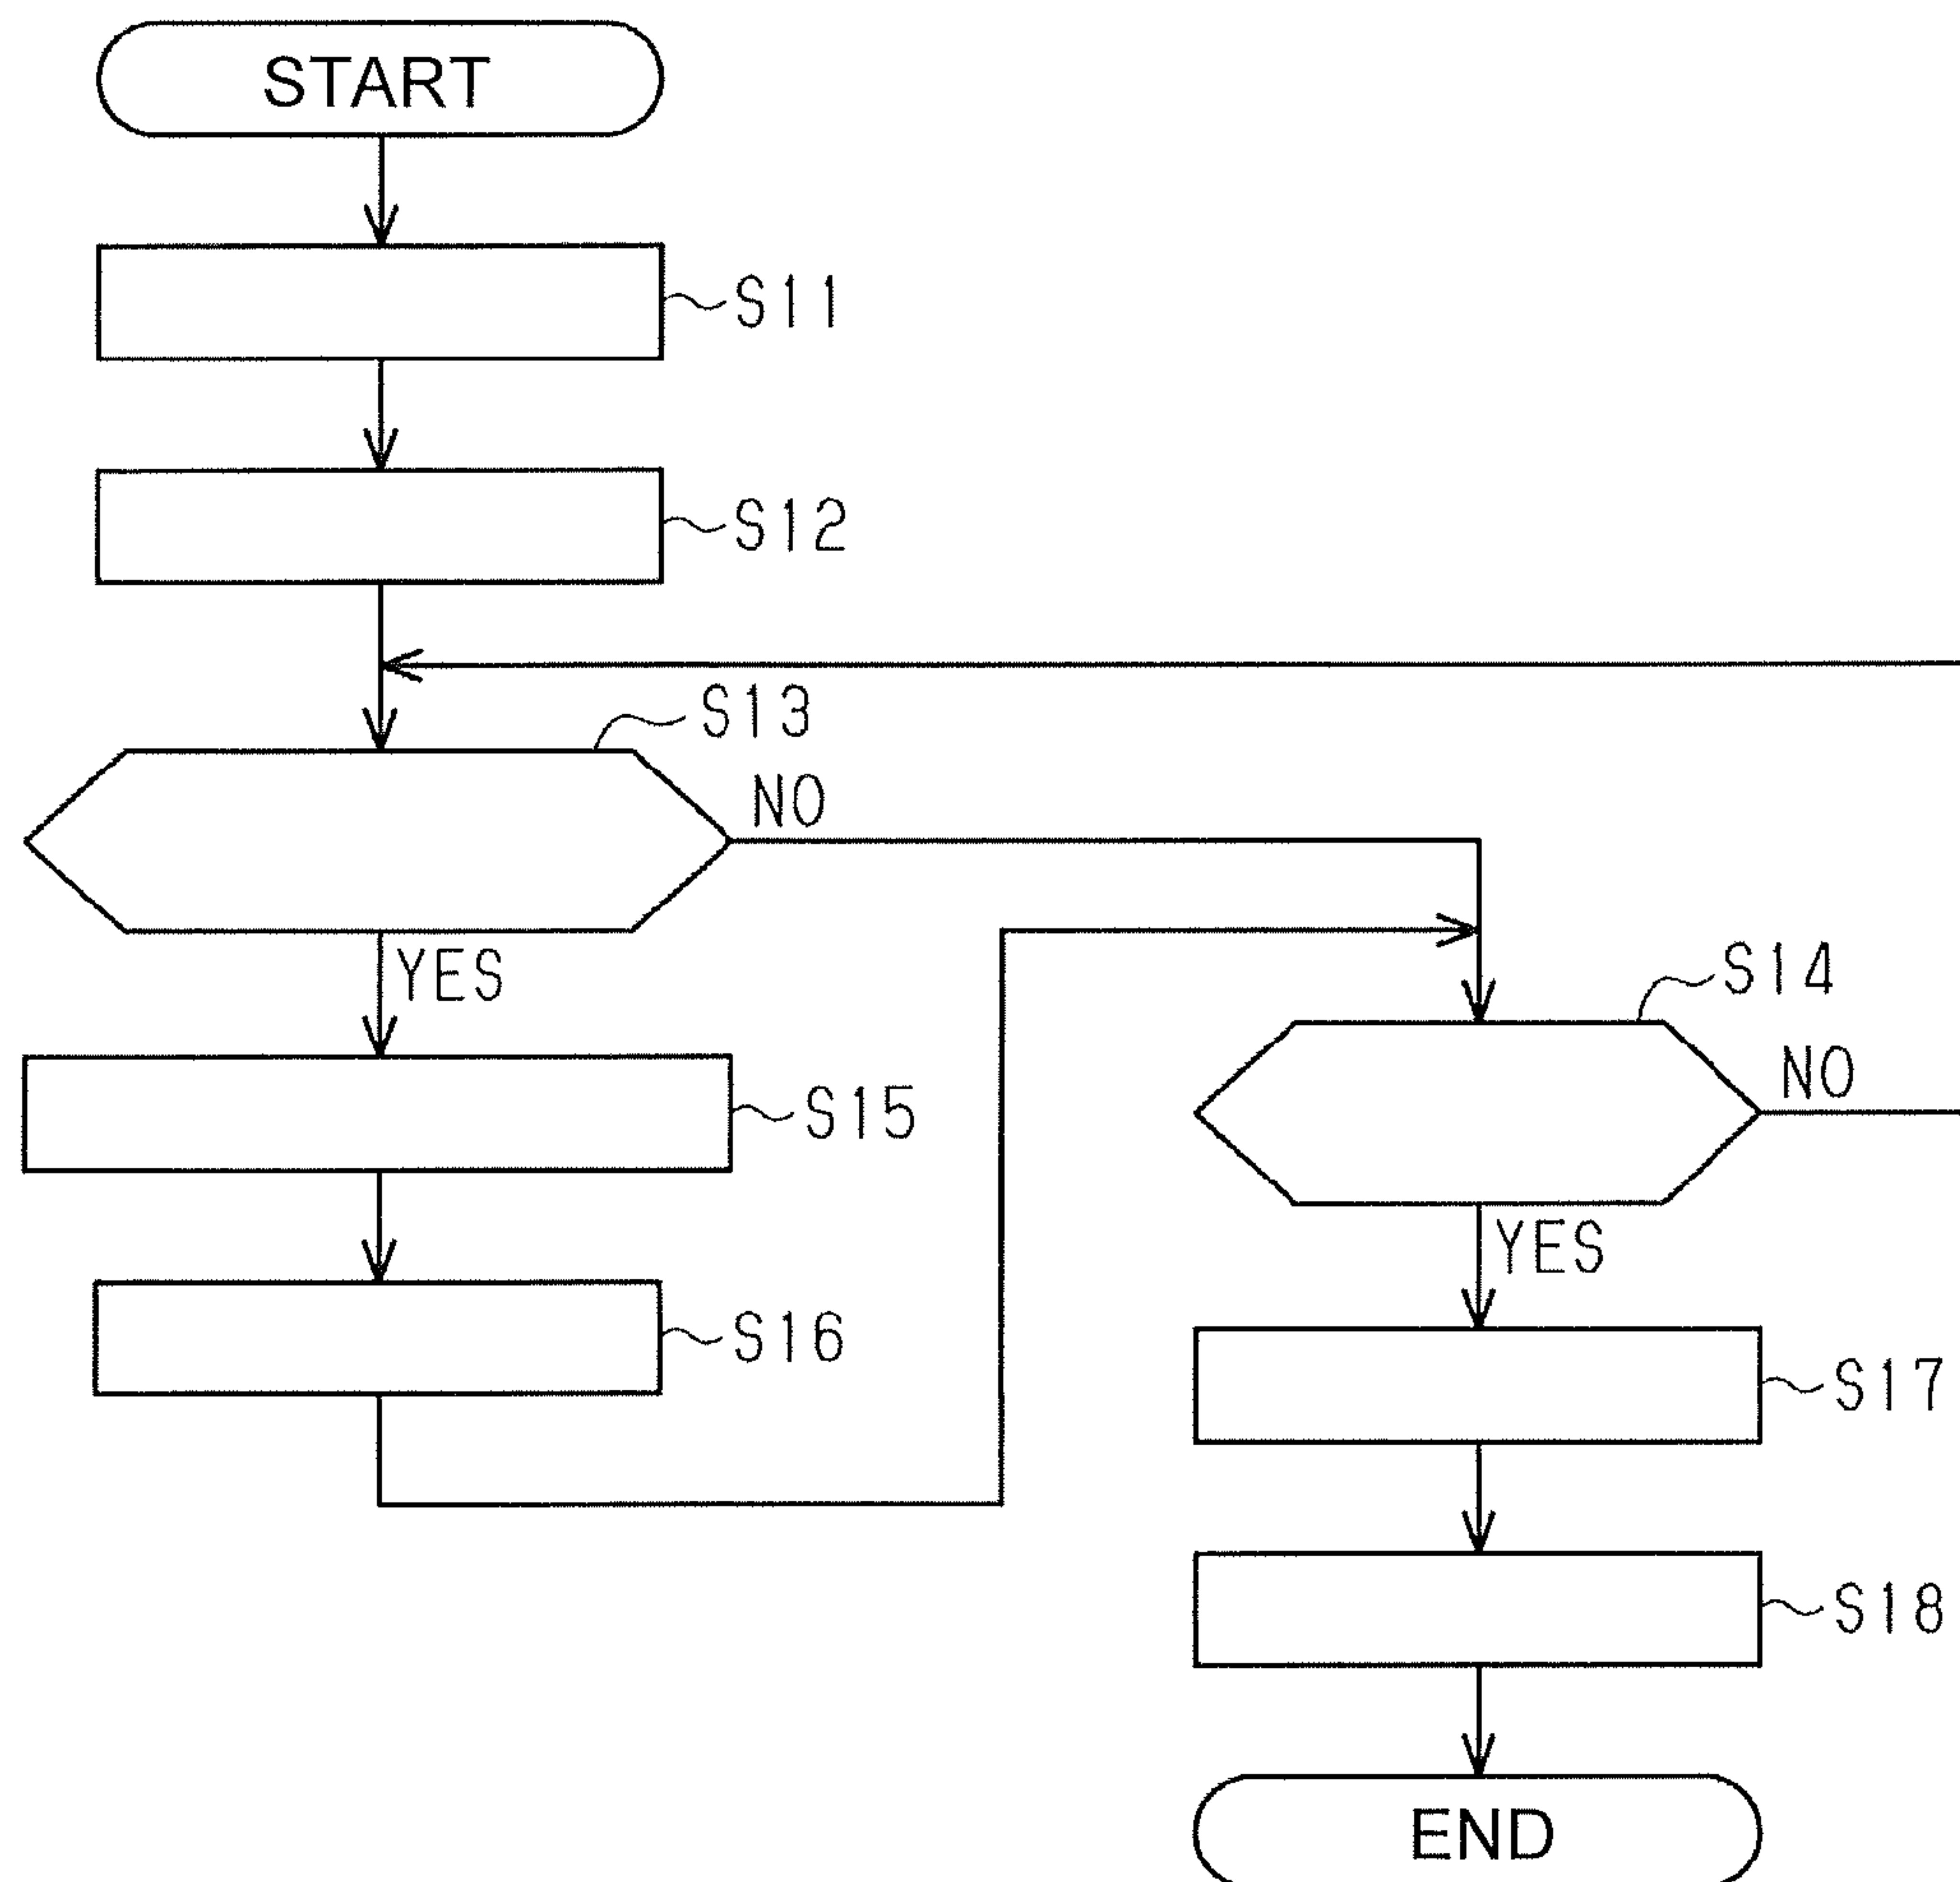 START
S11
S12
S13
NO
YES
S14
NO
S15
YES
S16
S17
S18
END